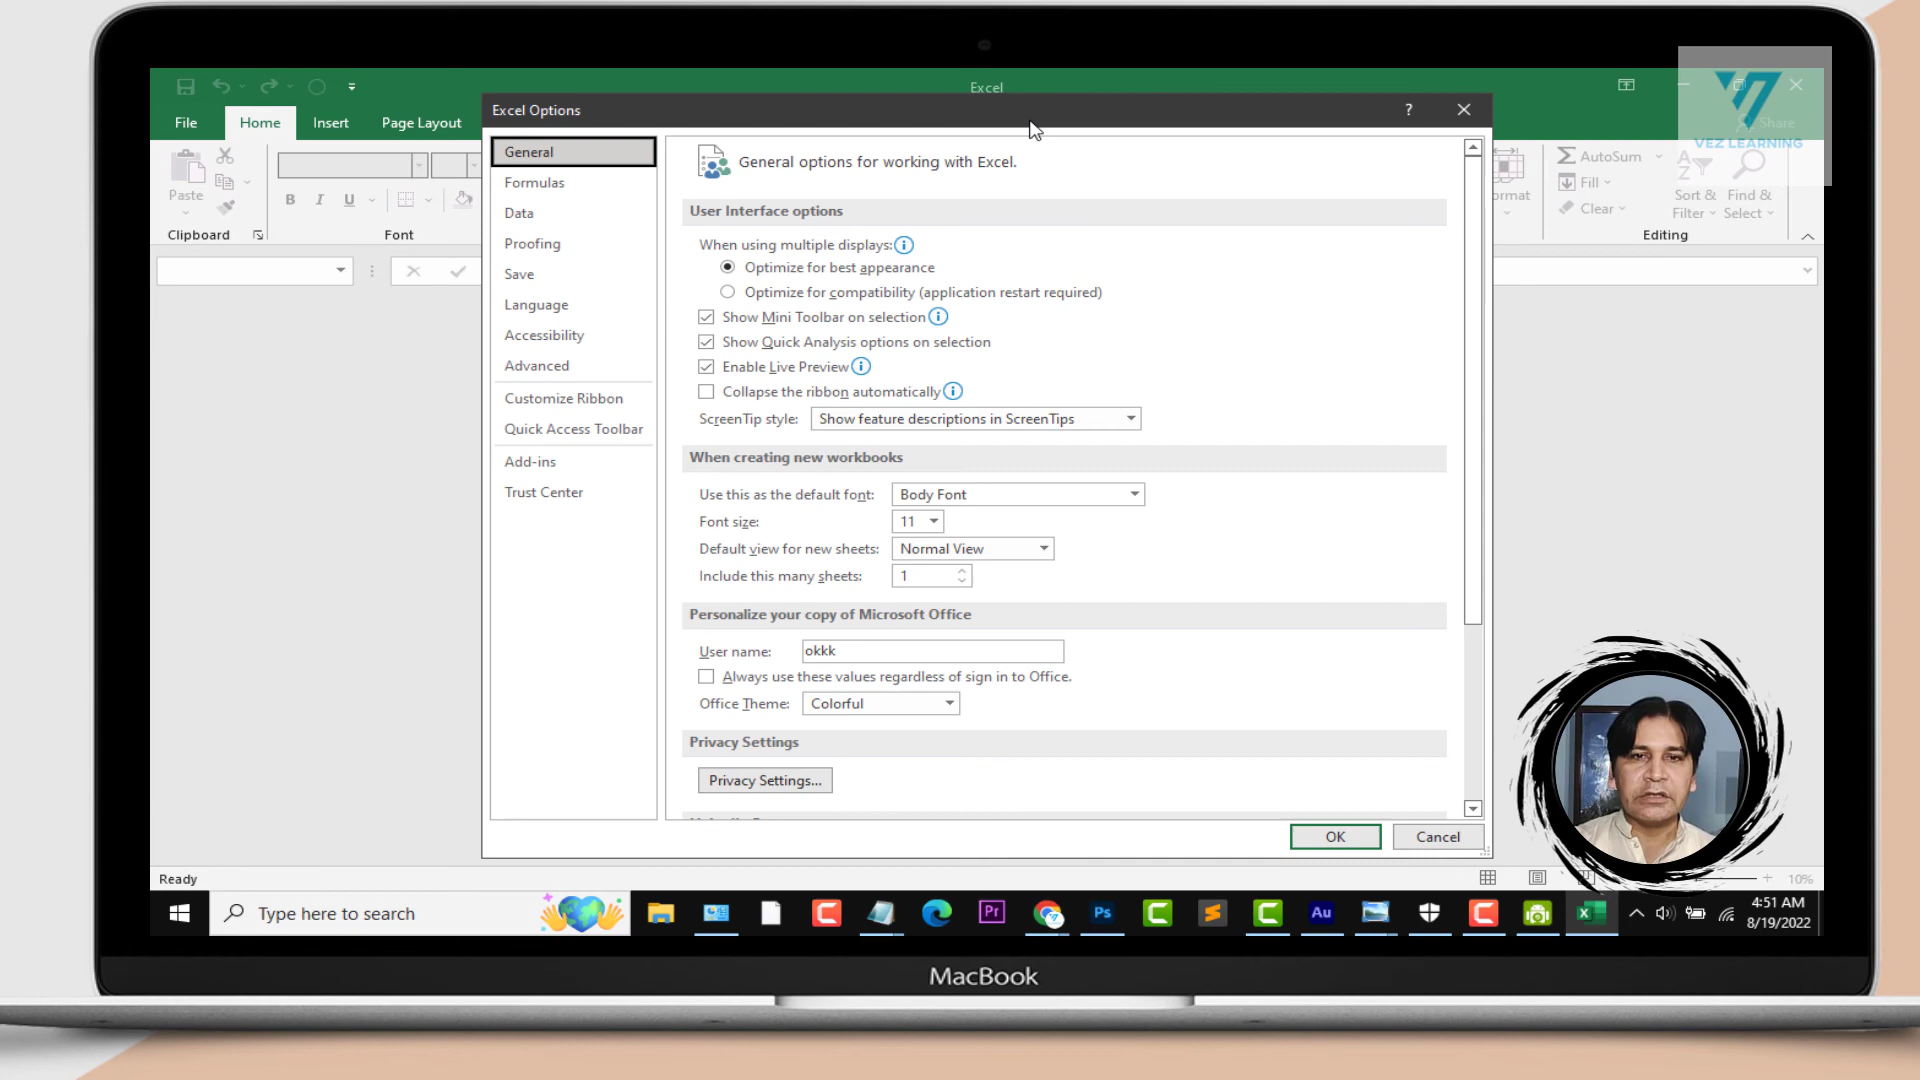 Excel
VEZ LEARNING
File Home Insert Page Layout Share
Excel Options ?
General
Formulas
Data
Proofing
Save
Language
Accessibility
Advanced
Customize Ribbon
Quick Access Toolbar
Add-ins
Trust Center
General options for working with Excel.
User Interface options
When using multiple displays:
Optimize for best appearance
Optimize for compatibility (application restart required)
Show Mini Toolbar on selection
Show Quick Analysis options on selection
Enable Live Preview
Collapse the ribbon automatically
ScreenTip style: Show feature descriptions in ScreenTips
When creating new workbooks
Use this as the default font: Body Font
Font size: 11
Default view for new sheets: Normal View
Include this many sheets: 1
Personalize your copy of Microsoft Office
User name: okkk
Always use these values regardless of sign in to Office.
Office Theme: Colorful
Privacy Settings
Privacy Settings...
OK Cancel
Paste
B I U
Clipboard Font
AutoSum
Fill
Clear
Sort & Filter
Find & Select
Editing
Ready
10%
Type here to search
Pr Ps Au
4:51 AM
8/19/2022
MacBook